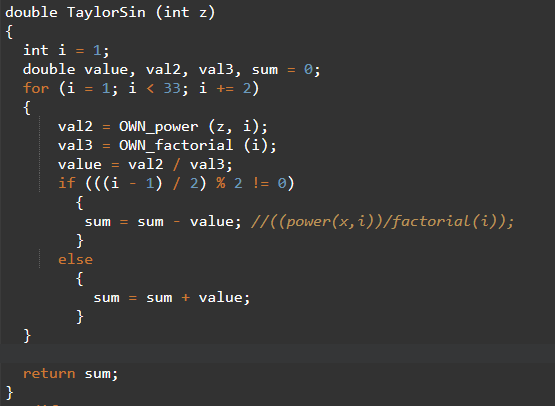 double TaylorSin (int z)
{
  int i = 1;
  double value, val2, val3, sum = 0;
  for (i = 1; i < 33; i += 2)
  {
      val2 = OWN_power (z, i);
      val3 = OWN_factorial (i);
      value = val2 / val3;
      if (((i - 1) / 2) % 2 != 0)
        {
         sum = sum - value; //((power(x,i))/factorial(i));
        }
      else
        {
          sum = sum + value;
        }
  }
  return sum;
}